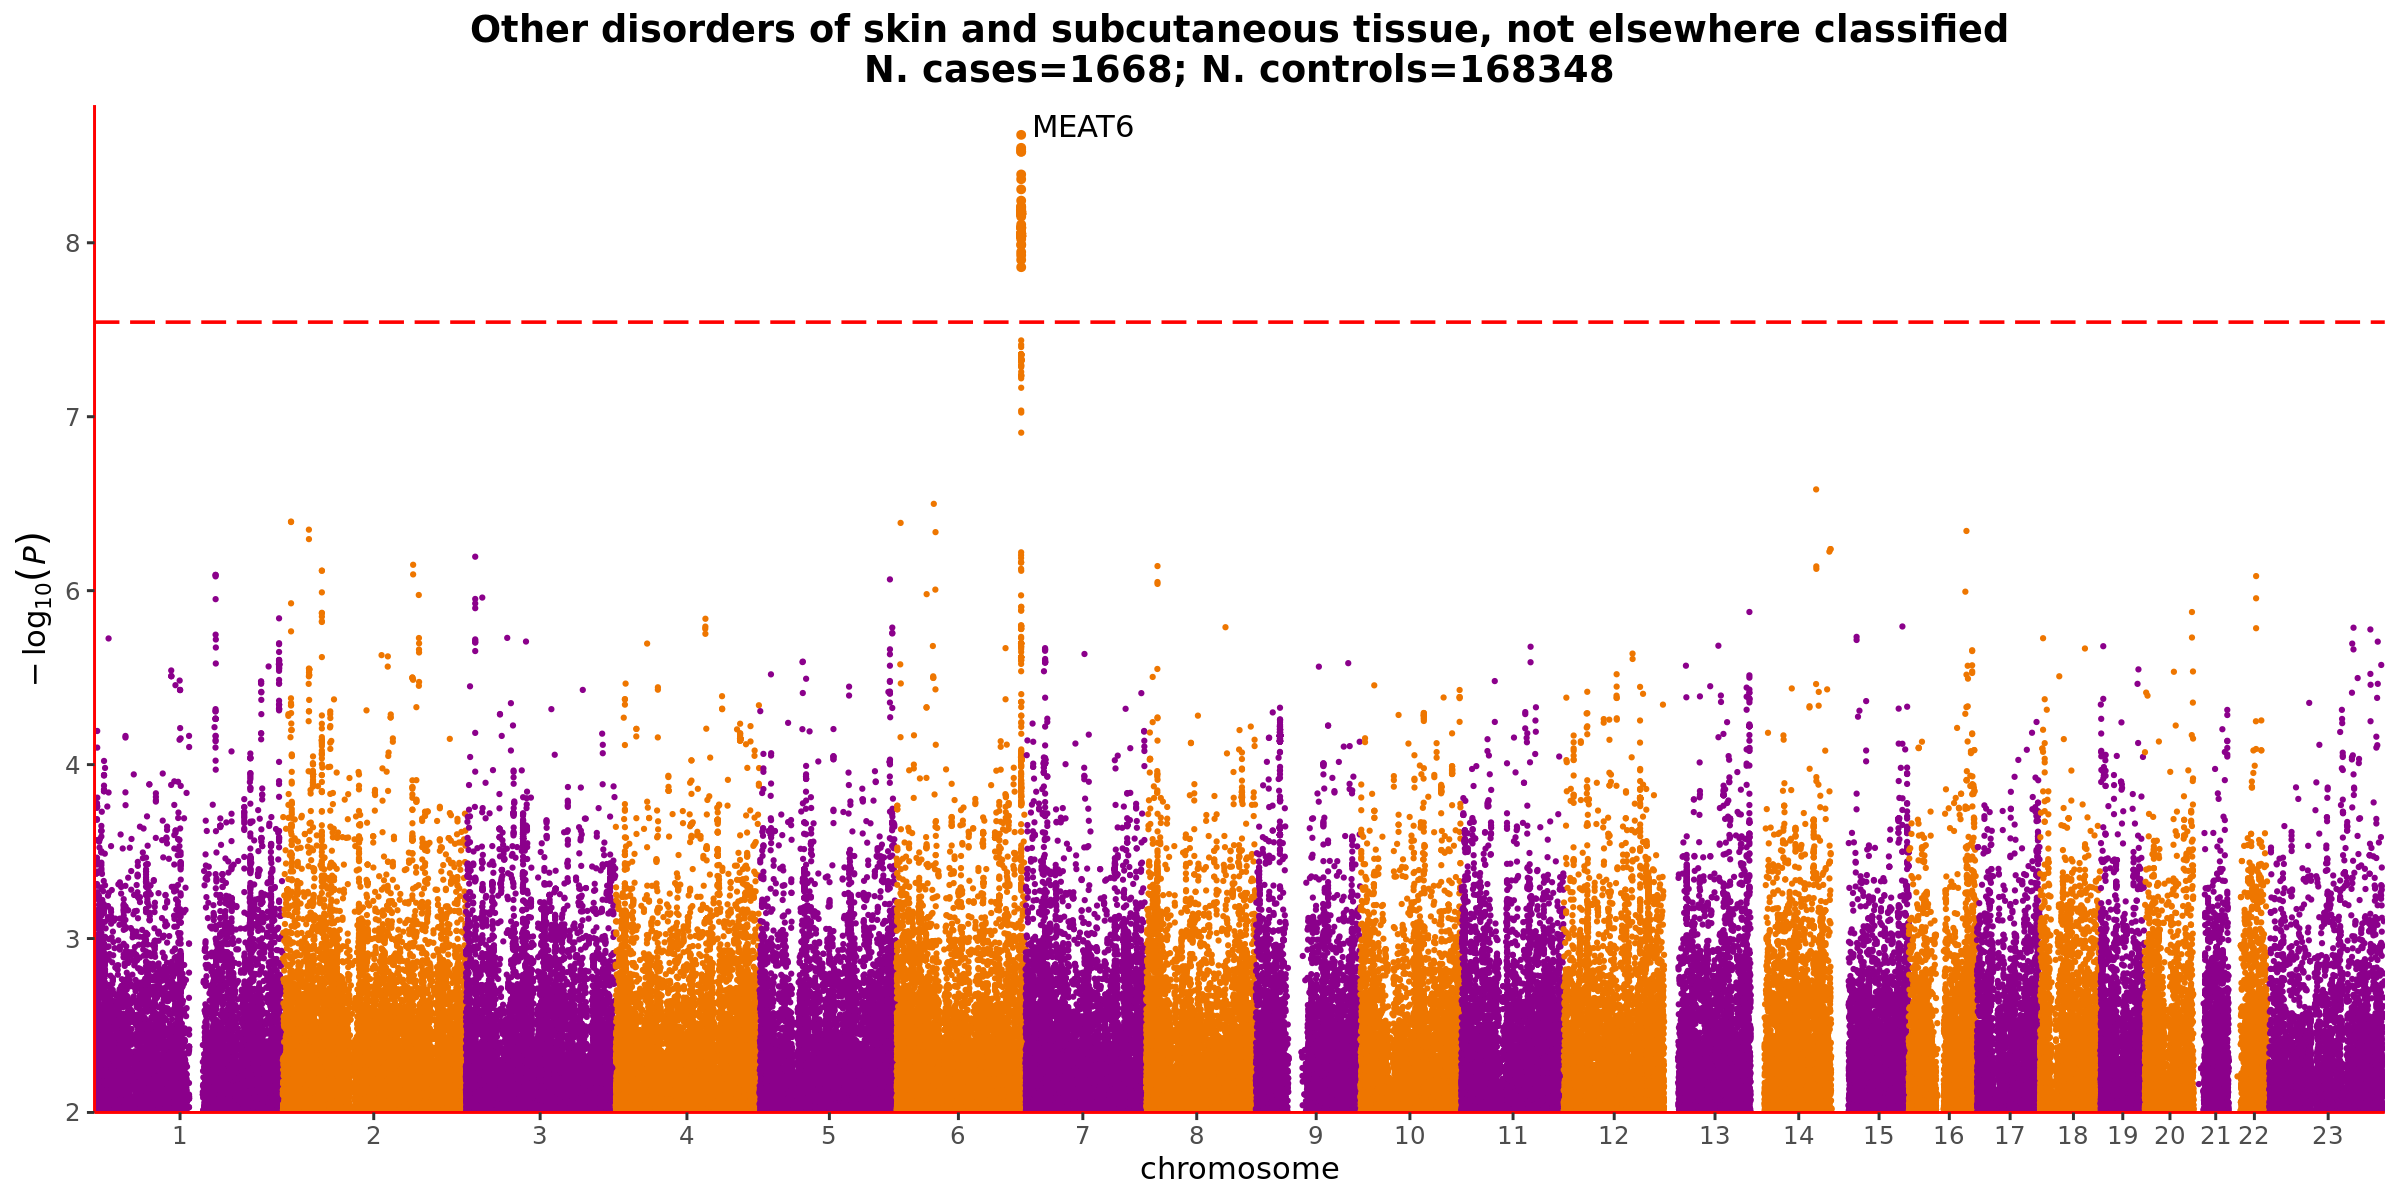 Other disorders of skin and subcutaneous tissue, not elsewhere classified
N. cases=1668; N. controls=168348
MEAT6
8
7
6
4
3
2
− log10(P)
1 2 3 4 5 6 7 8 9 10 11 12 13 14 15 16 17 18 19 20 21 22 23
chromosome